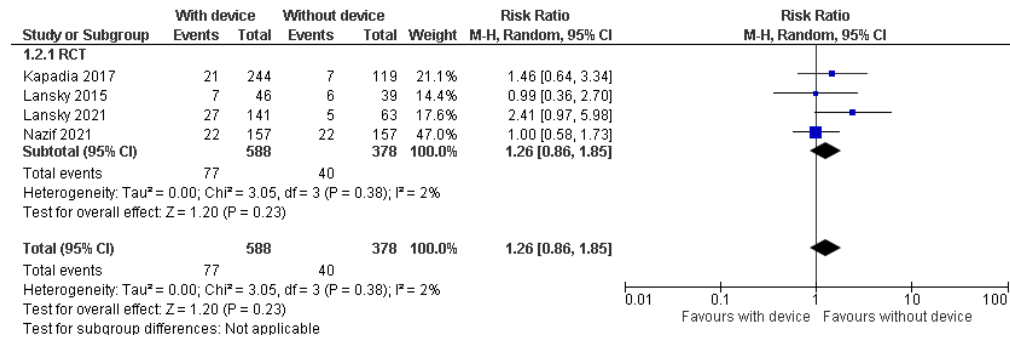 With device Without device Risk Ratio Risk Ratio
Study or Subgroup Events Total Events Total Weight M-H, Random, 95% CI M-H, Random, 95% CI
1.2.1 RCT
Kapadia 2017 21 244 7 119 21.1% 1.46 [0.64, 3.34]
Lansky 2015 7 46 6 39 14.4% 0.99 [0.36, 2.70]
Lansky 2021 27 141 5 63 17.6% 2.41 [0.97, 5.98]
Nazif 2021 22 157 22 157 47.0% 1.00 [0.58, 1.73]
Subtotal (95% CI) 588 378 100.0% 1.26 [0.86, 1.85]
Total events 77 40
Heterogeneity: Tau² = 0.00; Chi² = 3.05, df = 3 (P = 0.38); I² = 2%
Test for overall effect: Z = 1.20 (P = 0.23)
Total (95% CI) 588 378 100.0% 1.26 [0.86, 1.85]
Total events 77 40
Heterogeneity: Tau² = 0.00; Chi² = 3.05, df = 3 (P = 0.38); I² = 2%
Test for overall effect: Z = 1.20 (P = 0.23)
Test for subgroup differences: Not applicable
0.01 0.1 1 10 100
Favours with device Favours without device